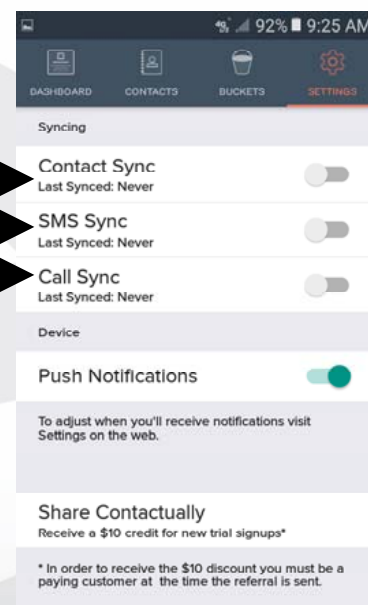 92% 9:25 AM
DASHBOARD CONTACTS BUCKETS SETTINGS
Syncing
Contact Sync
Last Synced: Never
SMS Sync
Last Synced: Never
Call Sync
Last Synced: Never
Device
Push Notifications
To adjust when you'll receive notifications visit
Settings on the web.
Share Contactually
Receive a $10 credit for new trial signups*
* In order to receive the $10 discount you must be a
paying customer at the time the referral is sent.